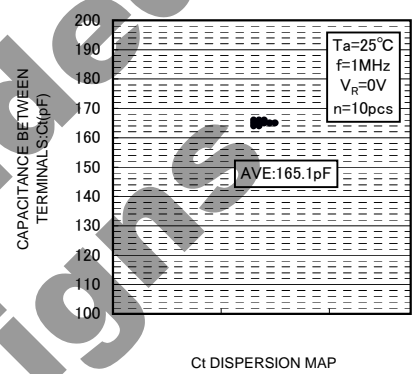 CAPACITANCE BETWEEN
TERMINALS:Ct(pF)
200
190
180
170
160
150
140
130
120
110
100
Ta=25℃
f=1MHz
VR=0V
n=10pcs
AVE:165.1pF
Ct DISPERSION MAP